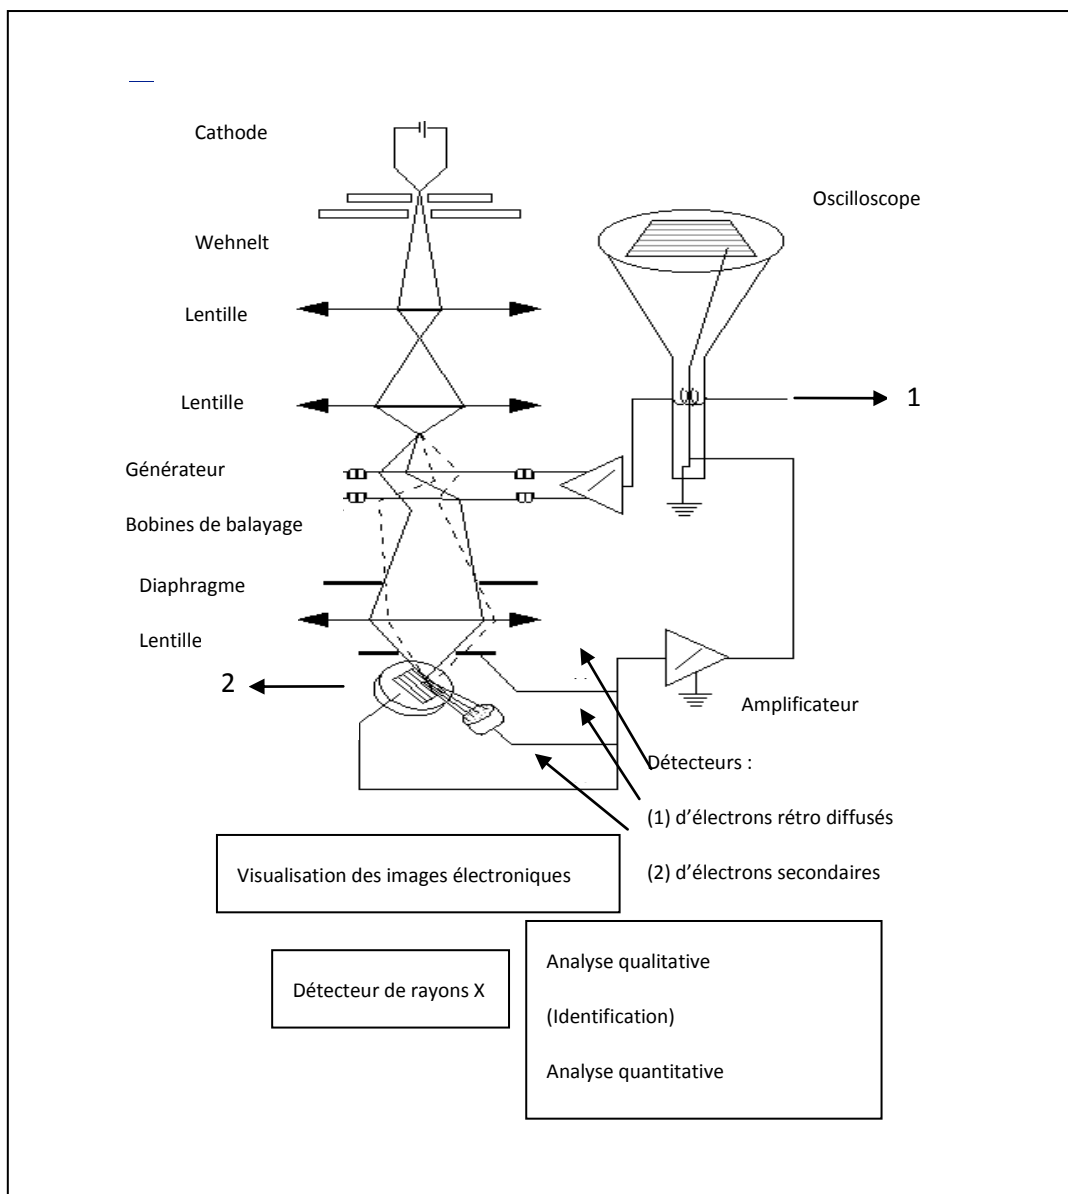 Cathode
Oscilloscope
Wehnelt
Lentille
Lentille
1
Générateur
Bobines de balayage
Diaphragme
Lentille
2
Amplificateur
Détecteurs :
(1) d'électrons rétro diffusés
(2) d'électrons secondaires
Visualisation des images électroniques
Détecteur de rayons X
Analyse qualitative
(Identification)
Analyse quantitative